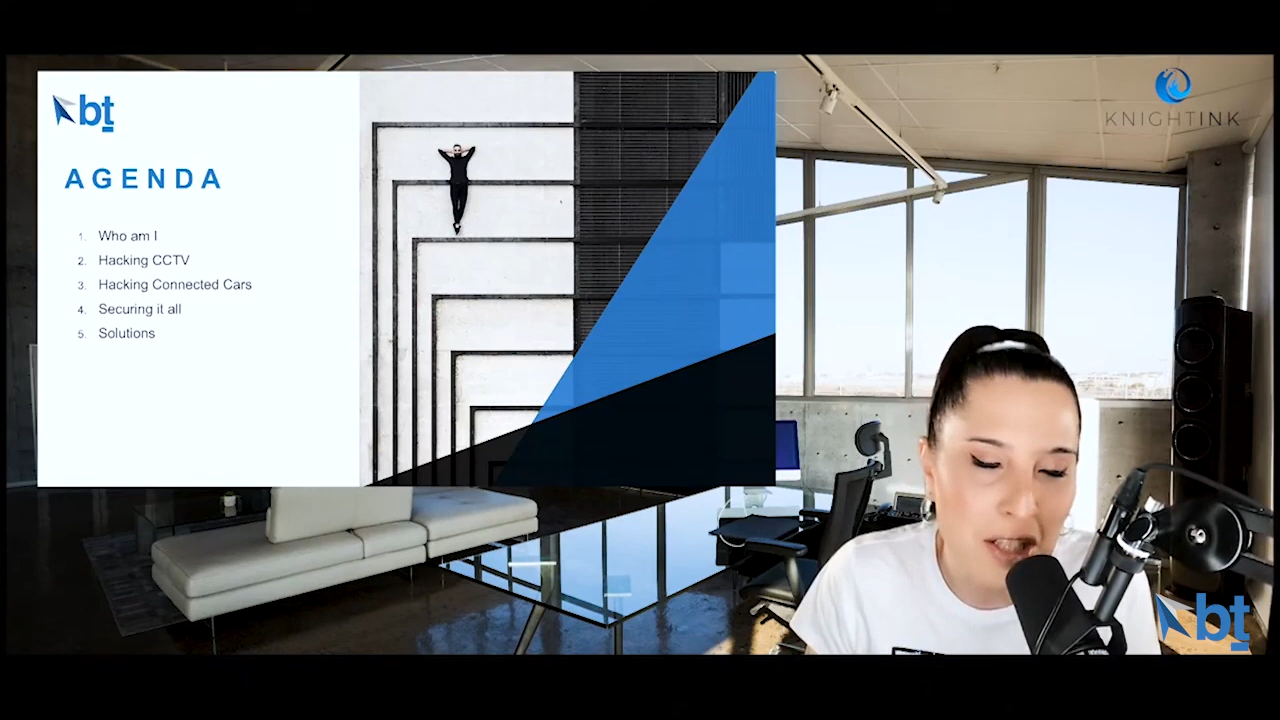 bt
AGENDA
1. Who am I
2. Hacking CCTV
3. Hacking Connected Cars
4. Securing it all
5. Solutions
KNIGHTINK
bt